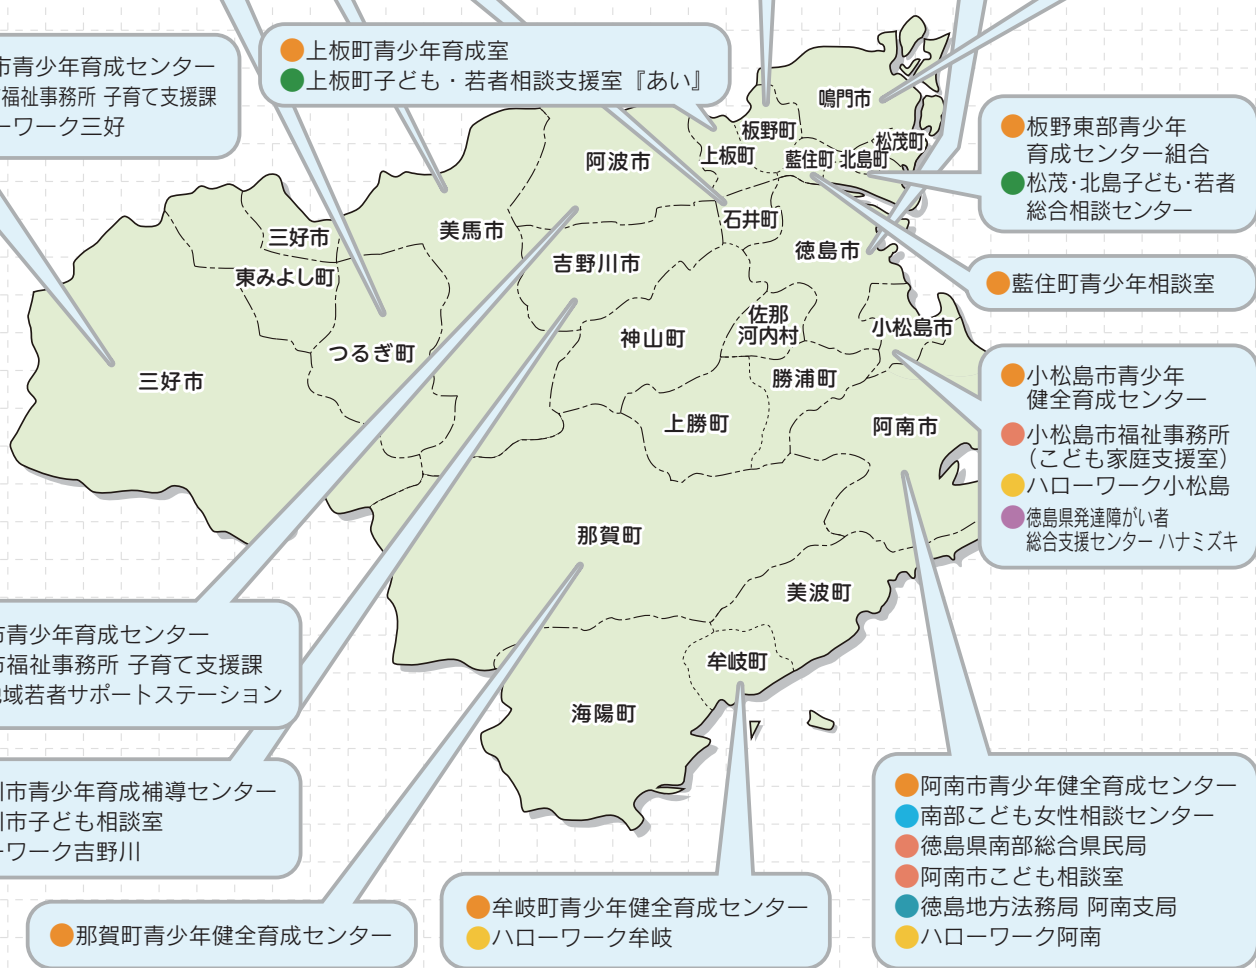 市青少年育成センター
福祉事務所 子育て支援課
ーワーク三好
上板町青少年育成室
上板町子ども・若者相談支援室『あい』
鳴門市
板野町
松茂町
上板町
藍住町
北島町
阿波市
石井町
美馬市
三好市
東みよし町
吉野川市
徳島市
佐那
河内村
小松島市
神山町
つるぎ町
勝浦町
三好市
上勝町
阿南市
那賀町
美波町
牟岐町
海陽町
板野東部青少年
育成センター組合
松茂・北島子ども・若者
総合相談センター
藍住町青少年相談室
小松島市青少年
健全育成センター
小松島市福祉事務所
（こども家庭支援室）
ハローワーク小松島
徳島県発達障がい者
総合支援センター ハナミズキ
市青少年育成センター
市福祉事務所 子育て支援課
地域若者サポートステーション
川市青少年育成補導センター
川市子ども相談室
ーワーク吉野川
那賀町青少年健全育成センター
牟岐町青少年健全育成センター
ハローワーク牟岐
阿南市青少年健全育成センター
南部こども女性相談センター
徳島県南部総合県民局
阿南市こども相談室
徳島地方法務局 阿南支局
ハローワーク阿南